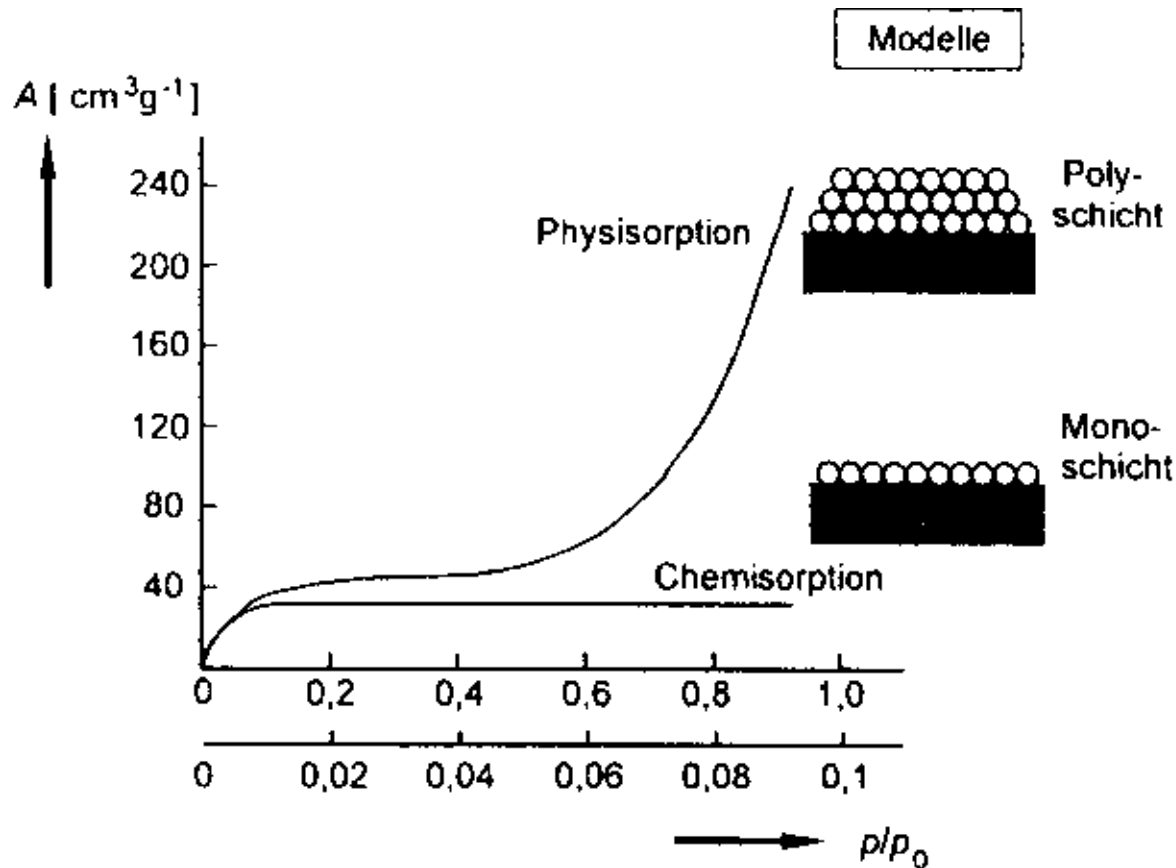 Modelle
A [ cm³g⁻¹]
240
200
160
120
80
40
Physisorption
Poly-
schicht
Mono-
schicht
Chemisorption
0 0,2 0,4 0,6 0,8 1,0
0 0,02 0,04 0,06 0,08 0,1
p/p₀